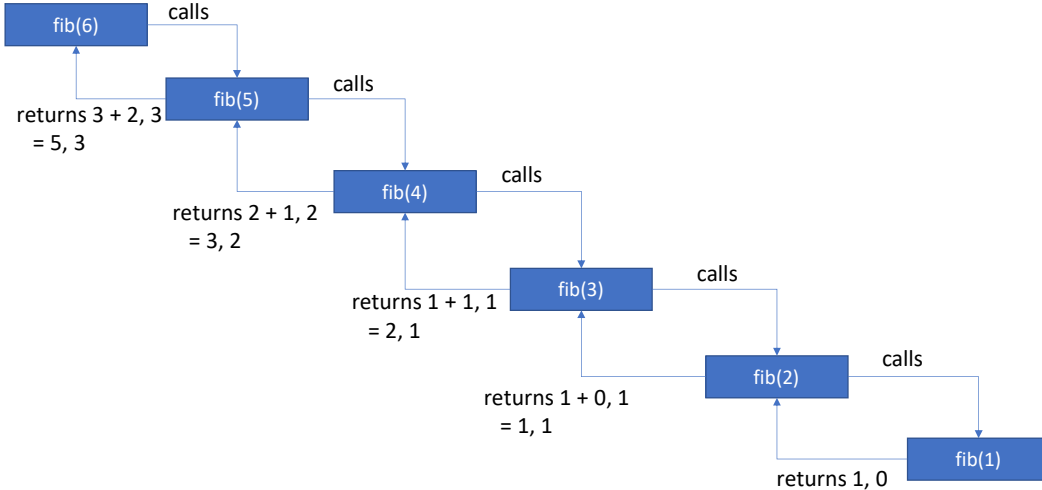 fib(6)
calls
fib(5)
calls
returns 3 + 2, 3
= 5, 3
fib(4)
calls
returns 2 + 1, 2
= 3, 2
fib(3)
calls
returns 1 + 1, 1
= 2, 1
fib(2)
calls
returns 1 + 0, 1
= 1, 1
fib(1)
returns 1, 0